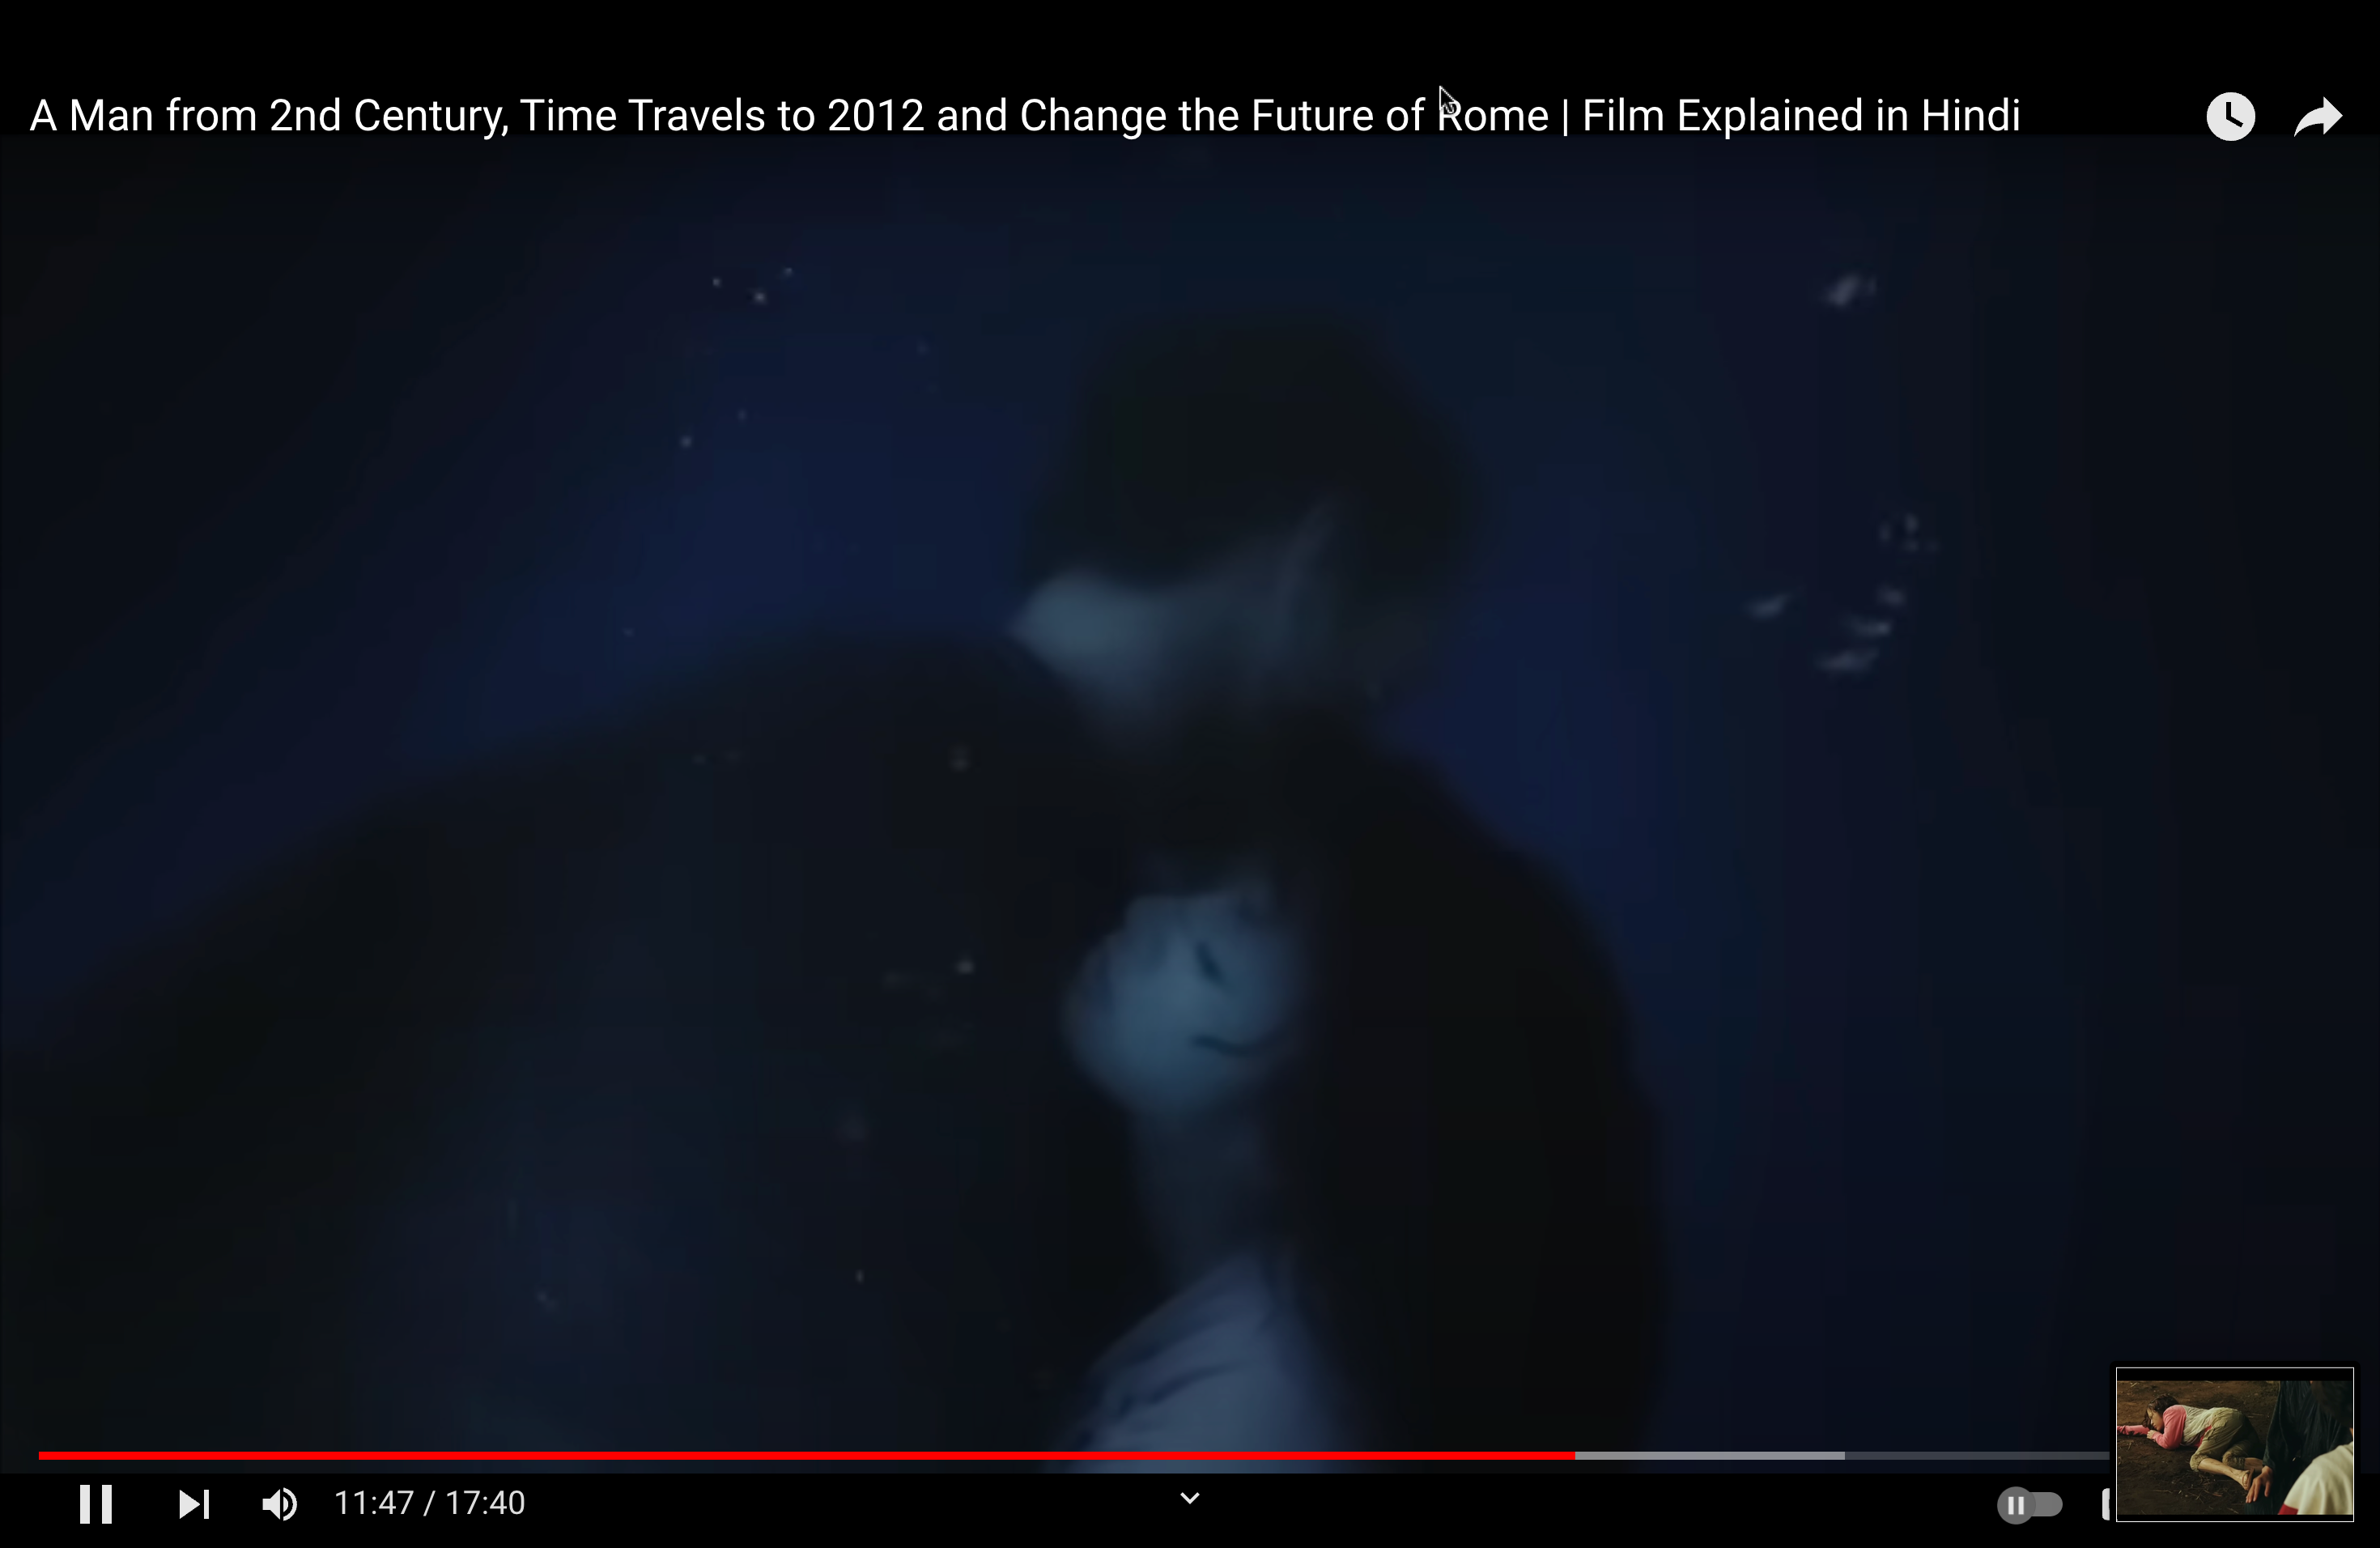 A Man from 2nd Century, Time Travels to 2012 and Change the Future of Rome | Film Explained in Hindi
11:47 / 17:40